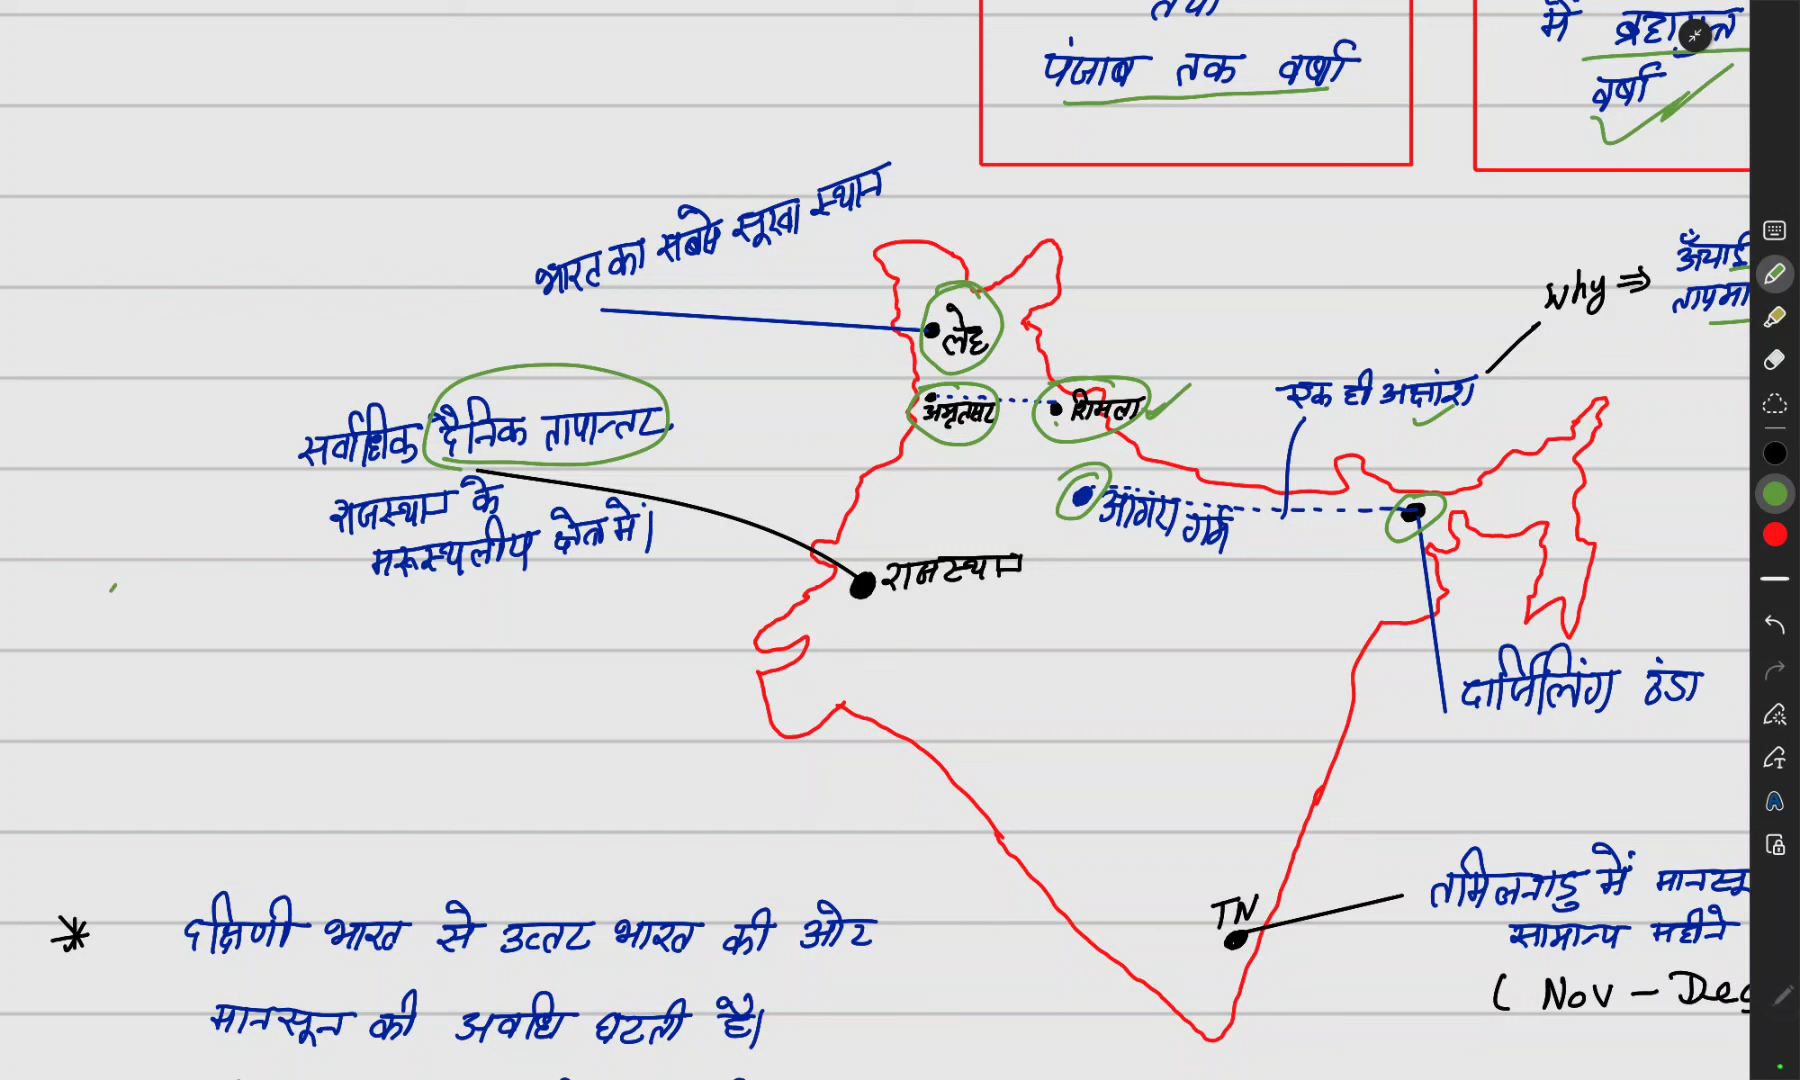 तथा
पंजाब तक वर्षा
में
वर्षा
भारत का सबसे सूखा स्थान
लेह
why ⇒
अमृतसर
शिमला
एक ही अक्षांश
सर्वाधिक दैनिक तापान्तर
राजस्थान के
मरूस्थलीय क्षेत्र में।
आगरा गर्म
राजस्थान
दार्जिलिंग ठंडा
TN
तमिलनाडु में
सामान्य महीने
( Nov - Dec
* दक्षिणी भारत से उत्तर भारत की ओर
मानसून की अवधि घटती है।